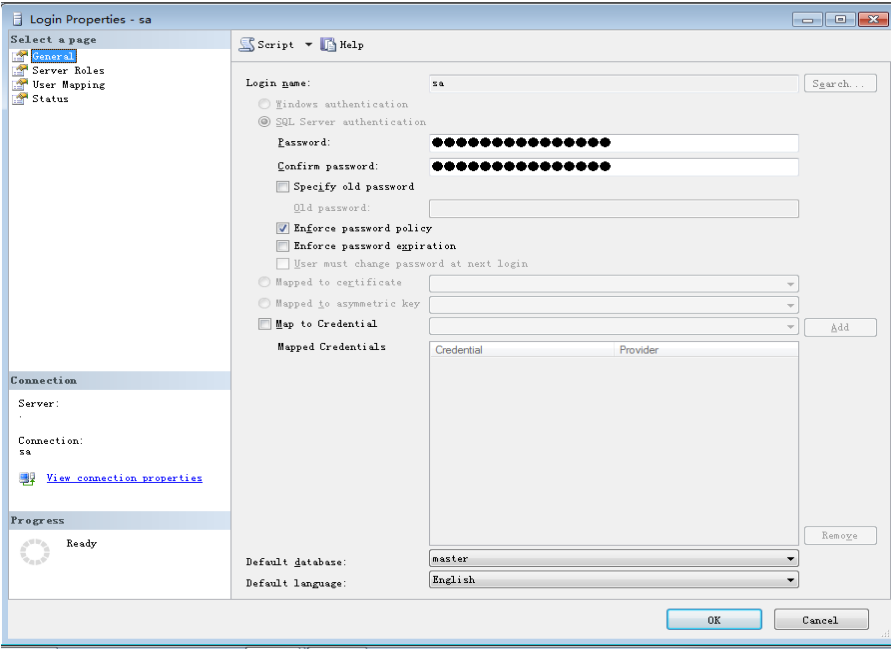 Login Properties - sa
Select a page
General
Server Roles
User Mapping
Status
Connection
Server:
.
Connection:
sa
View connection properties
Progress
Ready
Script
Help
Login name:
sa
Search...
Windows authentication
SQL Server authentication
Password:
●●●●●●●●●●●●●●●
Confirm password:
●●●●●●●●●●●●●●●
Specify old password
Old password:
Enforce password policy
Enforce password expiration
User must change password at next login
Mapped to certificate
Mapped to asymmetric key
Map to Credential
Add
Mapped Credentials
Credential Provider
Remove
Default database: master
Default language: English
OK Cancel